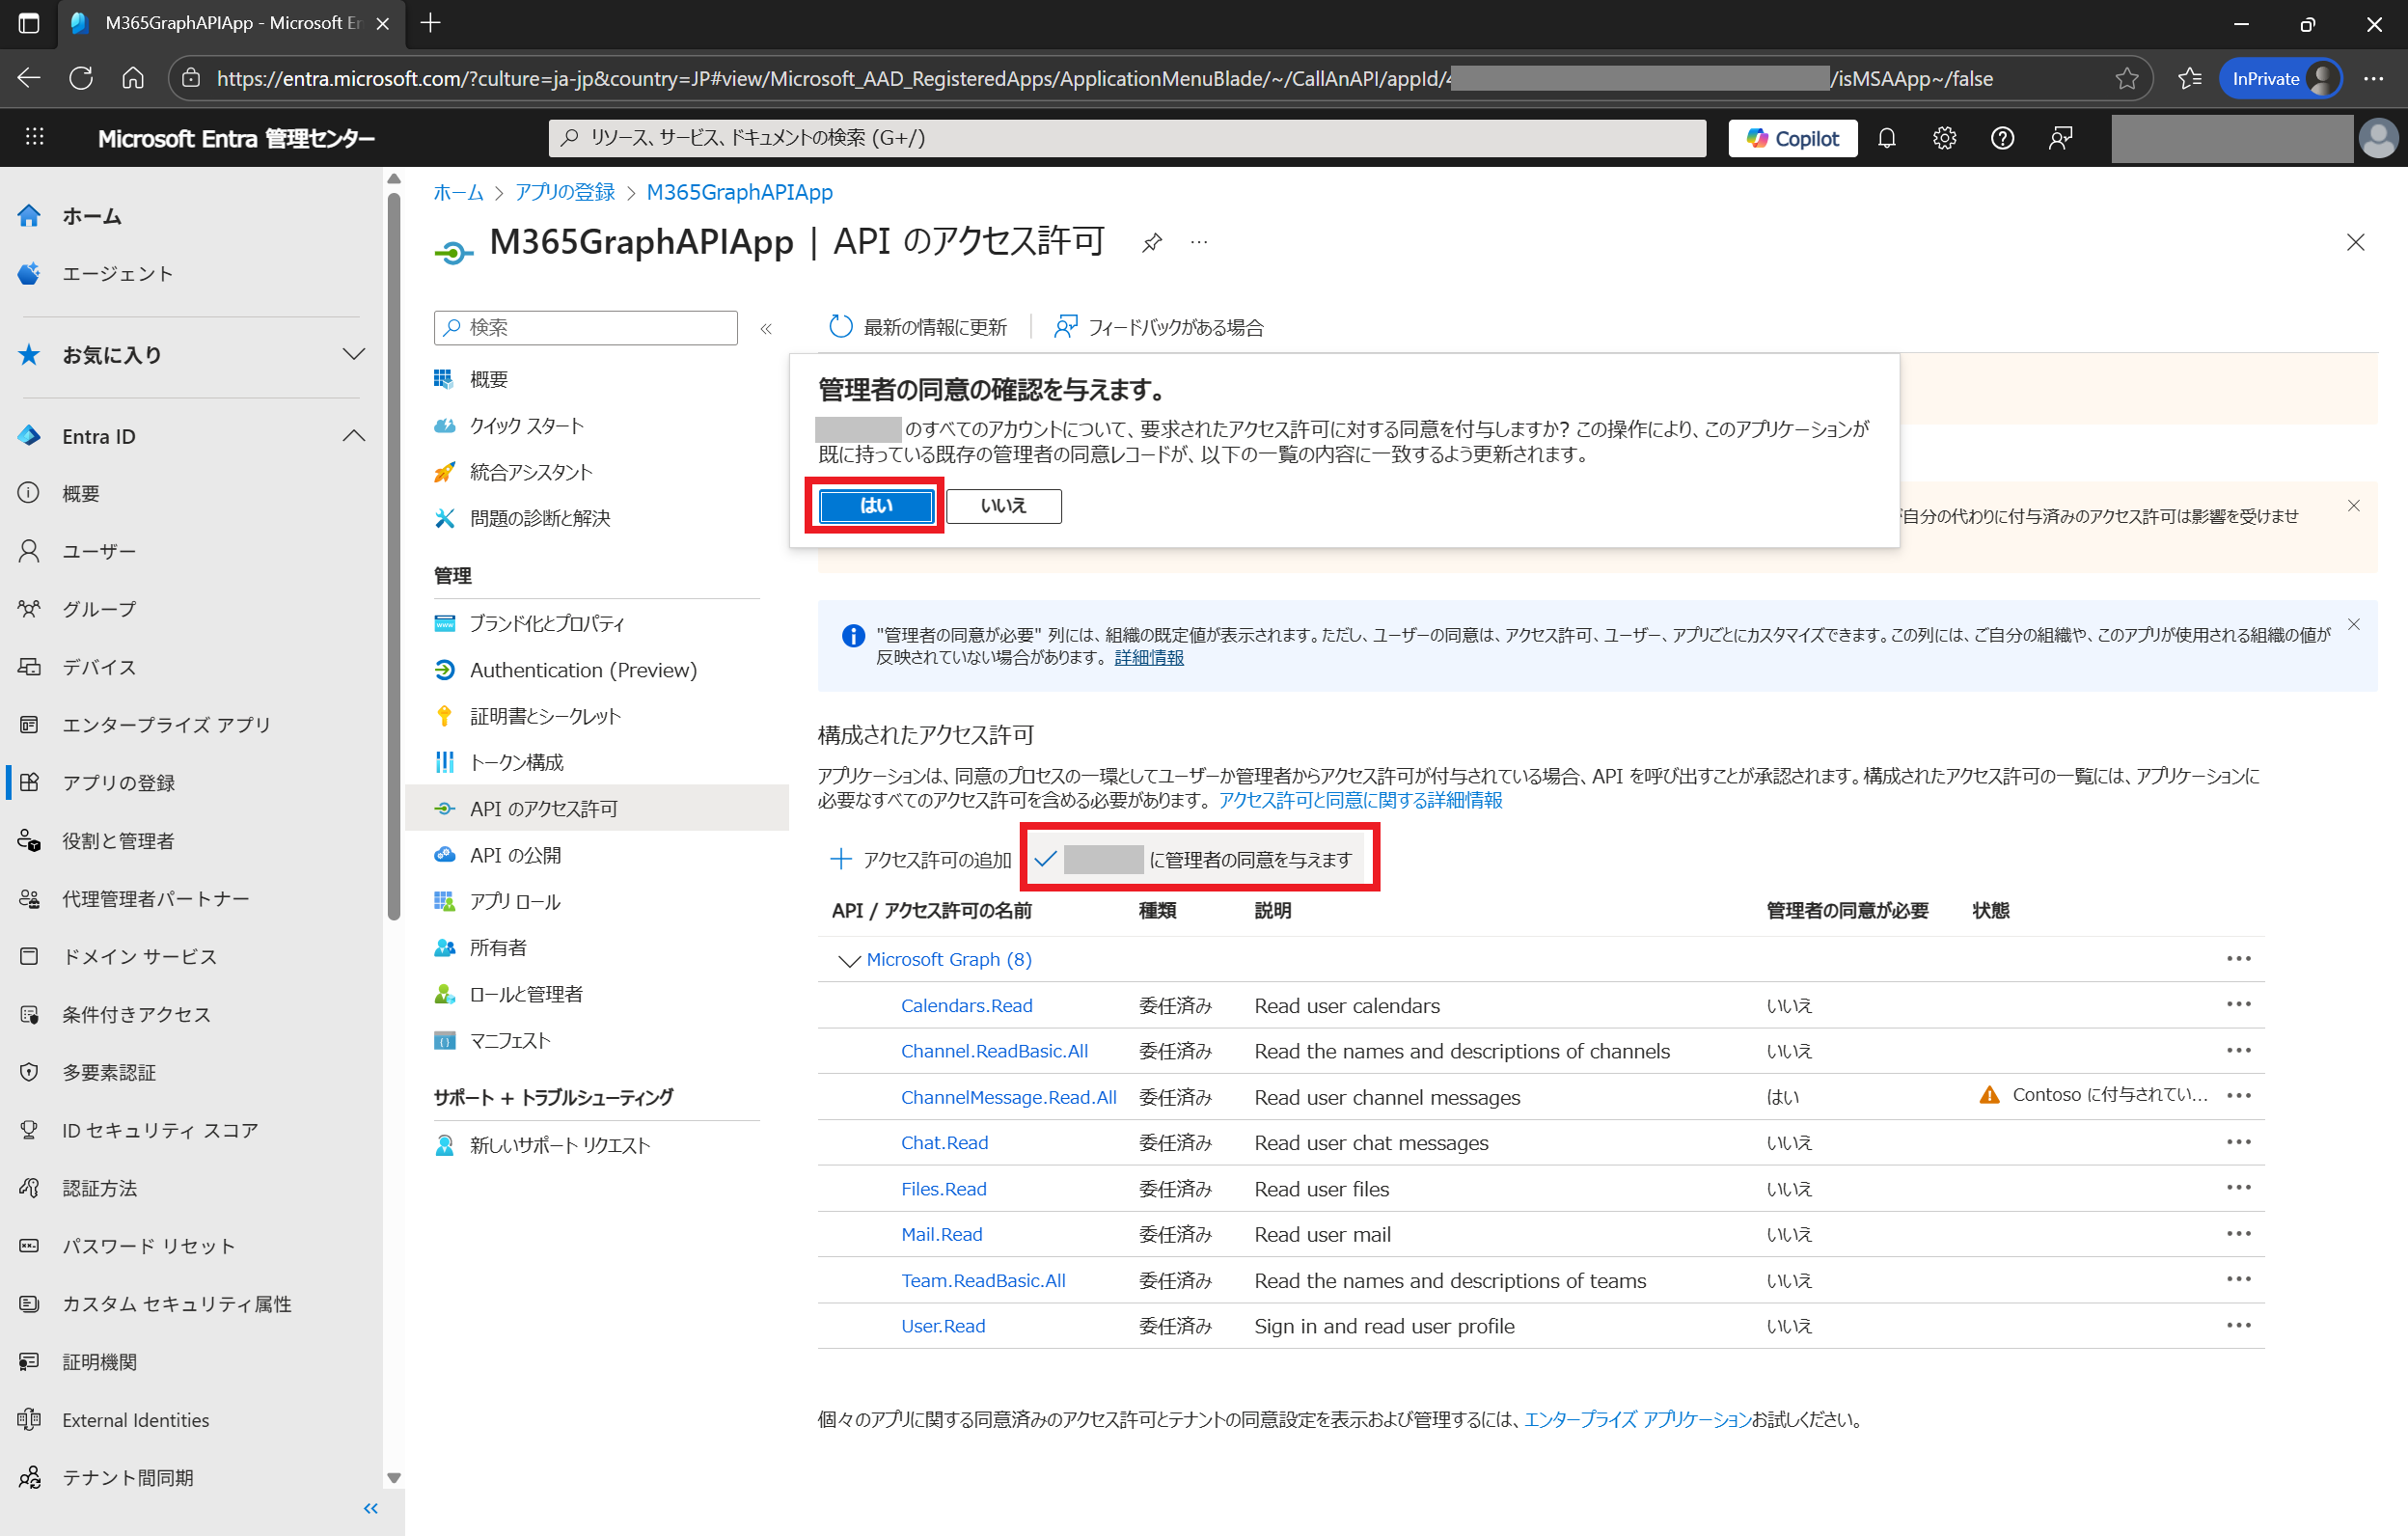 M365GraphAPIApp - Microsoft En
https://entra.microsoft.com/?culture=ja-jp&country=JP#view/Microsoft_AAD_RegisteredApps/ApplicationMenuBlade/~/CallAnAPI/appId/4 /isMSAApp~/false
InPrivate
Microsoft Entra 管理センター
リソース、サービス、ドキュメントの検索 (G+/)
Copilot
ホーム
エージェント
お気に入り
Entra ID
概要
ユーザー
グループ
デバイス
エンタープライズ アプリ
アプリの登録
役割と管理者
代理管理者パートナー
ドメイン サービス
条件付きアクセス
多要素認証
ID セキュリティ スコア
認証方法
パスワード リセット
カスタム セキュリティ属性
証明機関
External Identities
テナント間同期
ホーム > アプリの登録 > M365GraphAPIApp
M365GraphAPIApp | API のアクセス許可
検索
概要
クイック スタート
統合アシスタント
問題の診断と解決
管理
ブランド化とプロパティ
Authentication (Preview)
証明書とシークレット
トークン構成
API のアクセス許可
API の公開
アプリ ロール
所有者
ロールと管理者
マニフェスト
サポート + トラブルシューティング
新しいサポート リクエスト
最新の情報に更新
フィードバックがある場合
管理者の同意の確認を与えます。
のすべてのアカウントについて、要求されたアクセス許可に対する同意を付与しますか? この操作により、このアプリケーションが
既に持っている既存の管理者の同意レコードが、以下の一覧の内容に一致するよう更新されます。
はい
いいえ
自分の代わりに付与済みのアクセス許可は影響を受けませ
"管理者の同意が必要" 列には、組織の既定値が表示されます。ただし、ユーザーの同意は、アクセス許可、ユーザー、アプリごとにカスタマイズできます。この列には、ご自分の組織や、このアプリが使用される組織の値が
反映されていない場合があります。 詳細情報
構成されたアクセス許可
アプリケーションは、同意のプロセスの一環としてユーザーか管理者からアクセス許可が付与されている場合、API を呼び出すことが承認されます。構成されたアクセス許可の一覧には、アプリケーションに
必要なすべてのアクセス許可を含める必要があります。 アクセス許可と同意に関する詳細情報
アクセス許可の追加
に管理者の同意を与えます
API / アクセス許可の名前 種類 説明 管理者の同意が必要 状態
Microsoft Graph (8)
Calendars.Read 委任済み Read user calendars いいえ
Channel.ReadBasic.All 委任済み Read the names and descriptions of channels いいえ
ChannelMessage.Read.All 委任済み Read user channel messages はい Contoso に付与されてい...
Chat.Read 委任済み Read user chat messages いいえ
Files.Read 委任済み Read user files いいえ
Mail.Read 委任済み Read user mail いいえ
Team.ReadBasic.All 委任済み Read the names and descriptions of teams いいえ
User.Read 委任済み Sign in and read user profile いいえ
個々のアプリに関する同意済みのアクセス許可とテナントの同意設定を表示および管理するには、エンタープライズ アプリケーションお試しください。